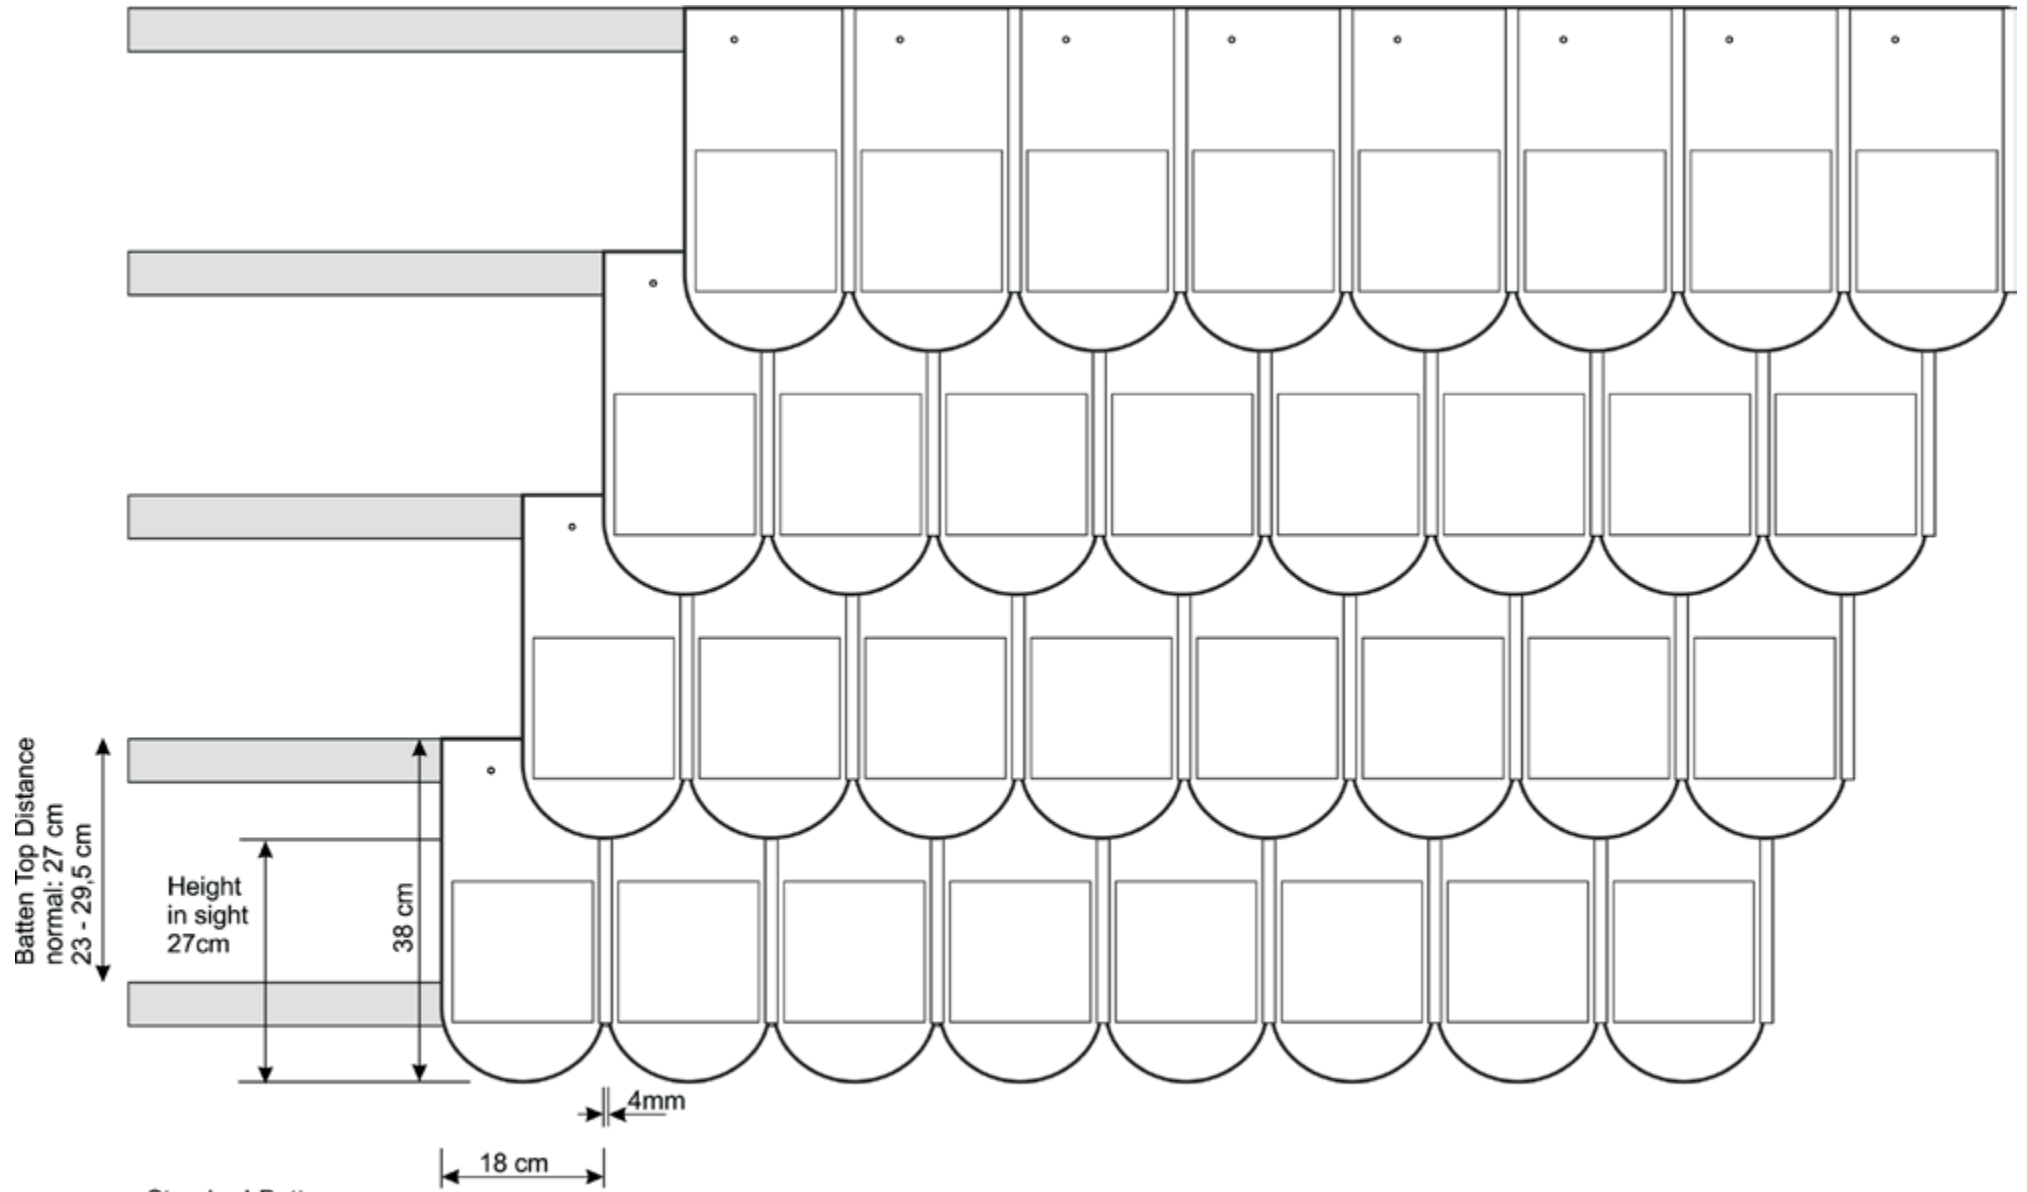 Batten Top Distance
normal: 27 cm
23 - 29,5 cm
Height
in sight
27cm
38 cm
4mm
18 cm